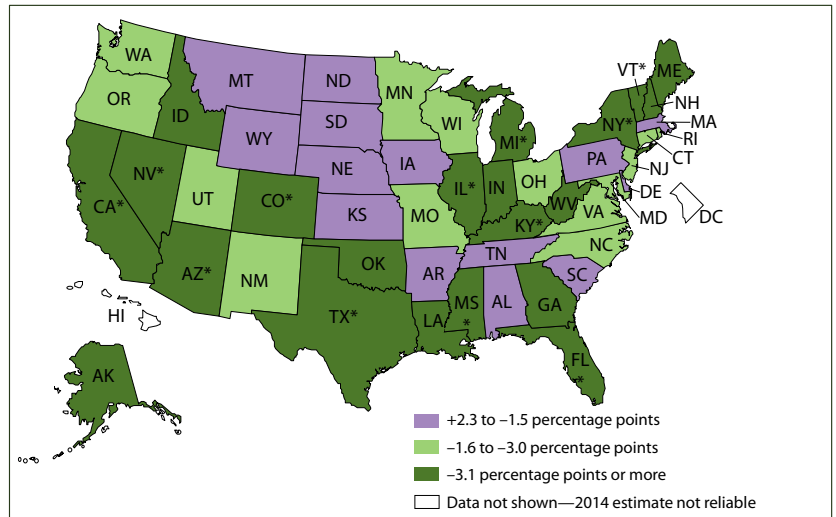 WA
MT
ND
MN
VT*
ME
OR
ID
SD
WI
NH
MA
WY
MI*
NY*
RI
CT
NV*
NE
IA
PA
NJ
CA*
UT
CO*
KS
MO
IL*
IN
OH
WV
VA
DE
MD
DC
KY*
NC
AZ*
NM
OK
AR
TN
SC
HI
TX*
LA
MS
*
AL
GA
AK
FL
*
+2.3 to –1.5 percentage points
–1.6 to –3.0 percentage points
–3.1 percentage points or more
Data not shown—2014 estimate not reliable